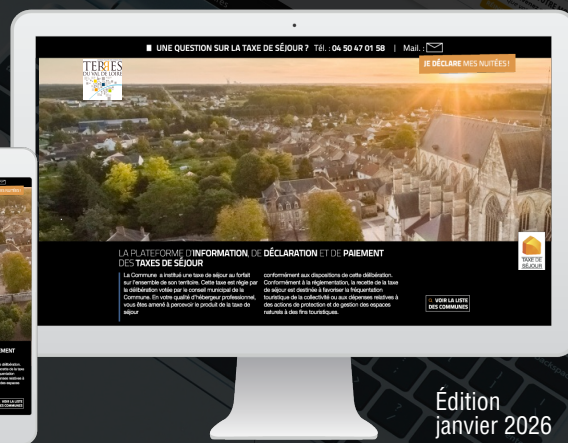 UNE QUESTION SUR LA TAXE DE SÉJOUR ? Tél. : 04 50 47 01 58 | Mail. :
JE DÉCLARE MES NUITÉES !
TERRES
DU VAL DE LOIRE
LA PLATEFORME D'INFORMATION, DE DÉCLARATION ET DE PAIEMENT
DES TAXES DE SÉJOUR
La Commune a institué une taxe de séjour au forfait
sur l'ensemble de son territoire. Cette taxe est régie par
la délibération votée par le conseil municipal de la
Commune. En votre qualité d'hébergeur professionnel,
vous êtes amené à percevoir le produit de la taxe de
séjour
conformément aux dispositions de cette délibération.
Conformément à la réglementation, la recette de la taxe
de séjour est destinée à favoriser la fréquentation
touristique de la collectivité ou aux dépenses relatives à
des actions de protection et de gestion des espaces
naturels à des fins touristiques.
TAXE DE
SÉJOUR
VOIR LA LISTE
DES COMMUNES
Édition
janvier 2026